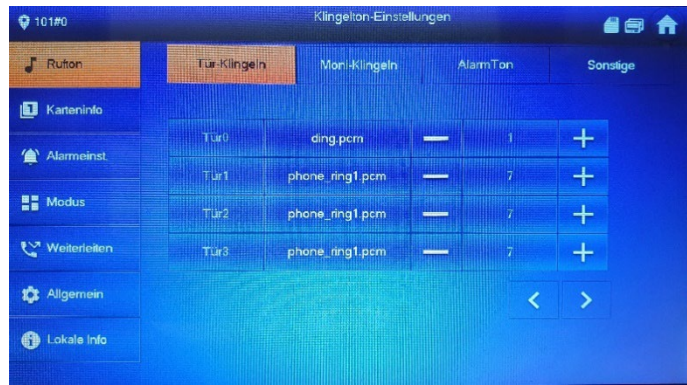 101#0
Klingelton-Einstellungen
Rufton
Tür-Klingeln
Moni-Klingeln
AlarmTon
Sonstige
Karteninfo
Alarmeinst.
Modus
Weiterleiten
Allgemein
Lokale Info
Tür0 ding.pcm 1
Tür1 phone_ring1.pcm 7
Tür2 phone_ring1.pcm 7
Tür3 phone_ring1.pcm 7